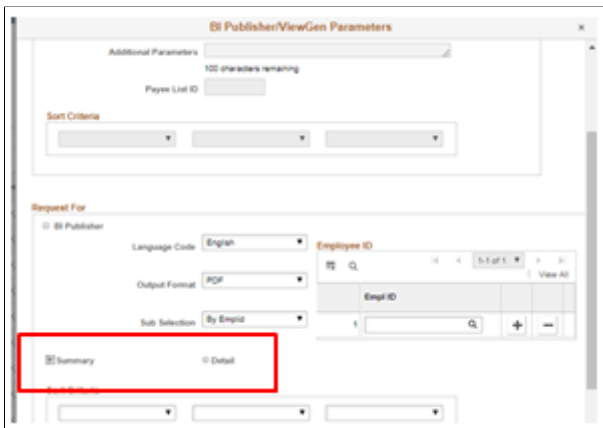 BI Publisher/ViewGen Parameters
×
Additional Parameters
100 characters remaining
Payee List ID
Sort Criteria
Request For
BI Publisher
Language Code English
Employee ID
1-1 of 1
View All
Output Format PDF
Empl ID
Sub Selection By Emplid
1
+ −
Summary Detail
Sort Criteria